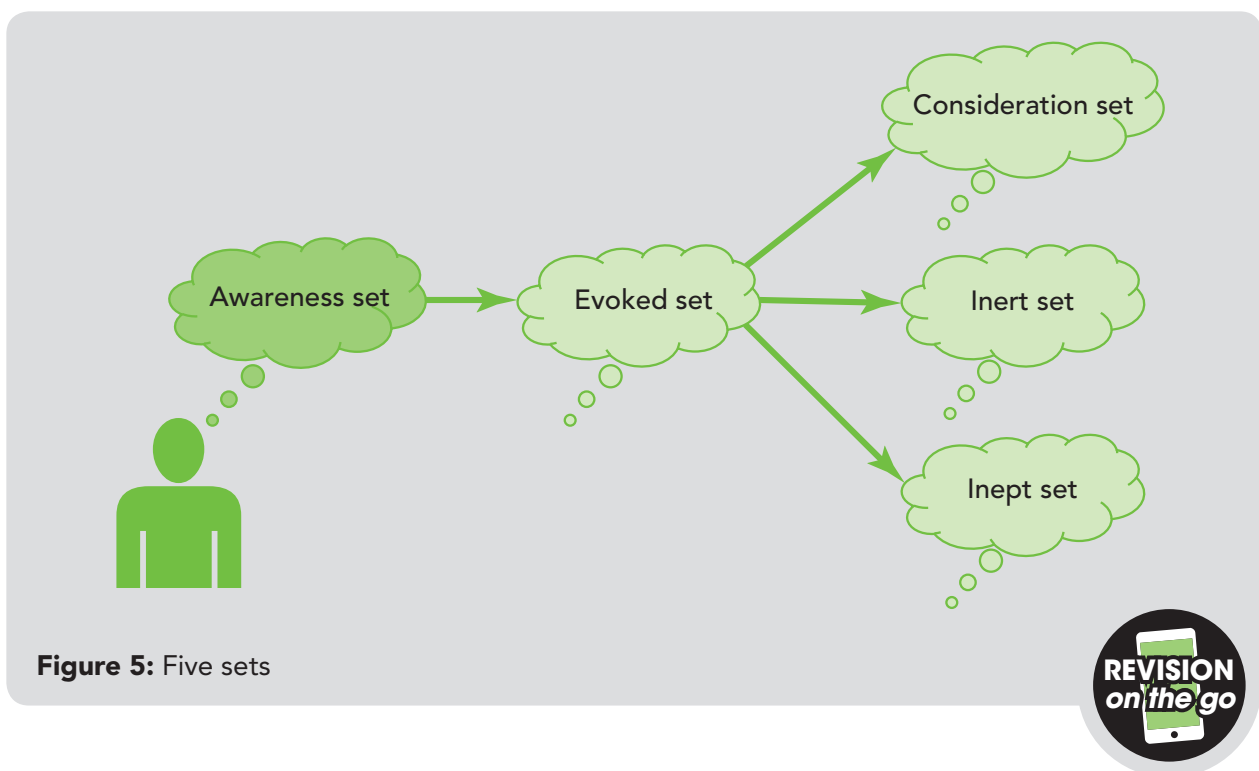 Consideration set
Awareness set
Evoked set
Inert set
Inept set
Figure 5: Five sets
REVISION
on the go